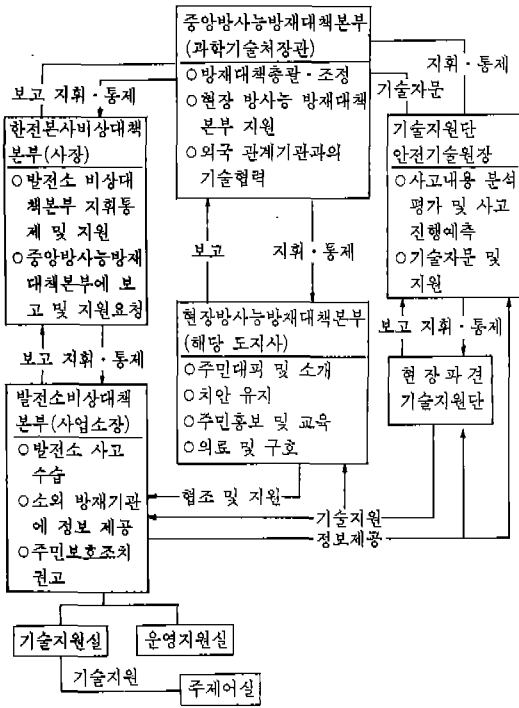 중앙방사능방재대책본부
(과학기술처장관)
○방재대책총괄·조정
○현장 방사능 방재대책
본부 지원
○외국 관계기관과의
기술협력
보고 지휘·통제
지휘·통제
기술자문
한전본사비상대책
본부(사장)
○발전소 비상대
책본부 지휘통
제 및 지원
○중앙방사능방재
대책본부에 보
고 및 지원요청
기술지원단
안전기술원장
○사고내용 분석
평가 및 사고
진행예측
○기술자문 및
지원
보고
지휘·통제
현장방사능방재대책본부
(해당 도지사)
○주민대피 및 소개
○치안 유지
○주민홍보 및 교육
○의료 및 구호
보고 지휘·통제
현장파견
기술지원단
보고 지휘·통제
발전소비상대책
본부(사업소장)
○발전소 사고
수습
○소외 방재기관
에 정보 제공
○주민보호조치
권고
협조 및 지원
기술지원
정보제공
기술지원실
운영지원실
기술지원
주제어실